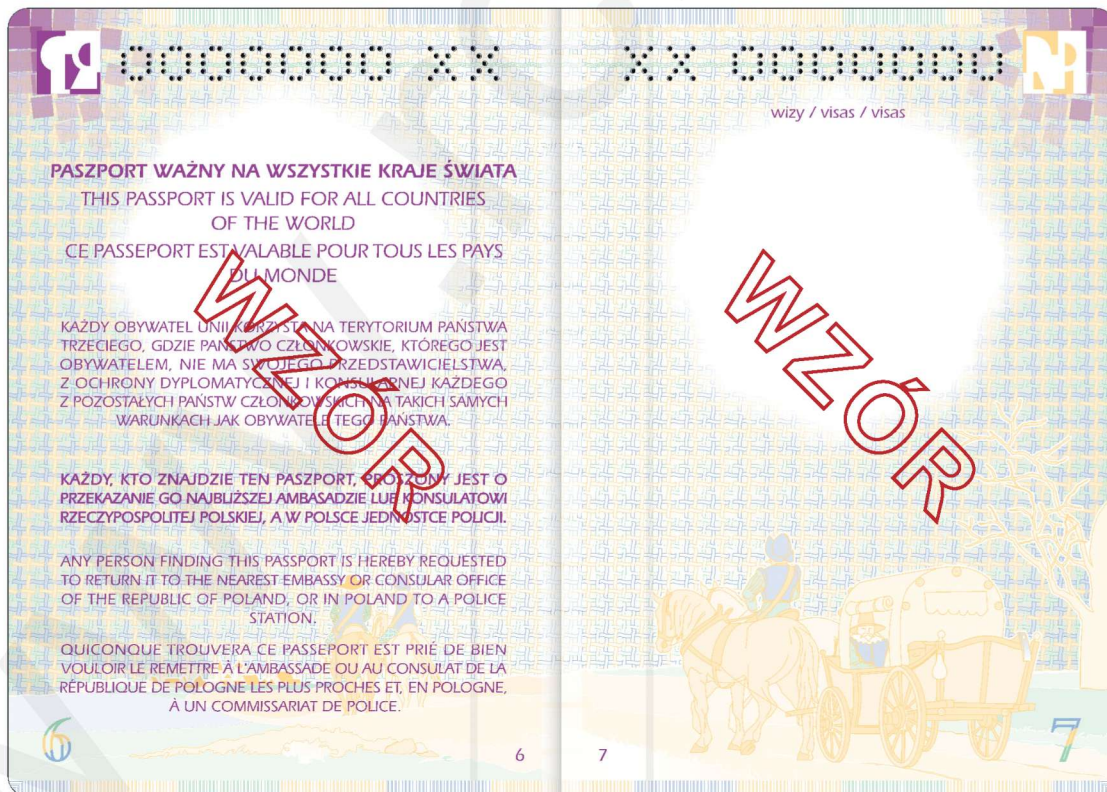 0000000 XX
PASZPORT WAŻNY NA WSZYSTKIE KRAJE ŚWIATA
THIS PASSPORT IS VALID FOR ALL COUNTRIES
OF THE WORLD
CE PASSEPORT EST VALABLE POUR TOUS LES PAYS
DU MONDE
KAŻDY OBYWATEL UNII KORZYSTA NA TERYTORIUM PAŃSTWA
TRZECIEGO, GDZIE PAŃSTWO CZŁONKOWSKIE, KTÓREGO JEST
OBYWATELEM, NIE MA SWOJEGO PRZEDSTAWICIELSTWA,
Z OCHRONY DYPLOMATYCZNEJ I KONSULARNEJ KAŻDEGO
Z POZOSTAŁYCH PAŃSTW CZŁONKOWSKICH NA TAKICH SAMYCH
WARUNKACH JAK OBYWATELE TEGO PAŃSTWA.
KAŻDY, KTO ZNAJDZIE TEN PASZPORT, PROSZONY JEST O
PRZEKAZANIE GO NAJBLIŻSZEJ AMBASADZIE LUB KONSULATOWI
RZECZYPOSPOLITEJ POLSKIEJ, A W POLSCE JEDNOSTCE POLICJI.
ANY PERSON FINDING THIS PASSPORT IS HEREBY REQUESTED
TO RETURN IT TO THE NEAREST EMBASSY OR CONSULAR OFFICE
OF THE REPUBLIC OF POLAND, OR IN POLAND TO A POLICE
STATION.
QUICONQUE TROUVERA CE PASSEPORT EST PRIÉ DE BIEN
VOULOIR LE REMETTRE À L'AMBASSADE OU AU CONSULAT DE LA
RÉPUBLIQUE DE POLOGNE LES PLUS PROCHES ET, EN POLOGNE,
À UN COMMISSARIAT DE POLICE.
WZÓR
6
6
XX 0000000
wizy / visas / visas
WZÓR
7
7